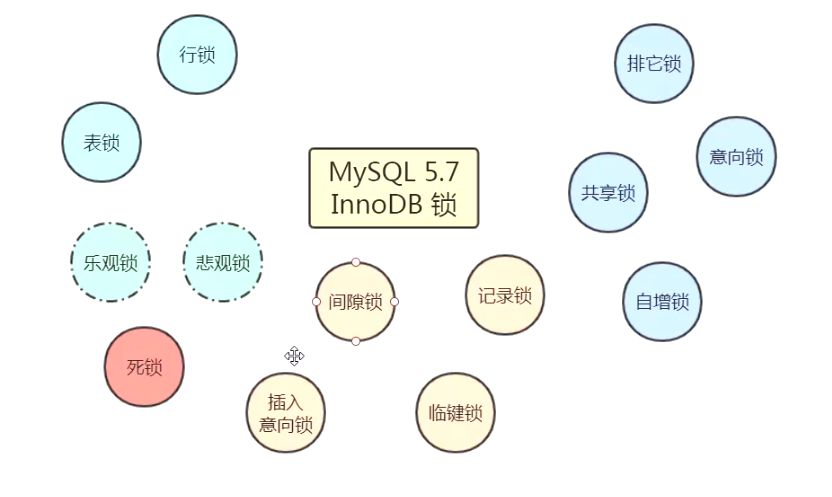 行锁
排它锁
表锁
意向锁
MySQL 5.7
InnoDB 锁
共享锁
乐观锁
悲观锁
间隙锁
记录锁
自增锁
死锁
插入
意向锁
临键锁